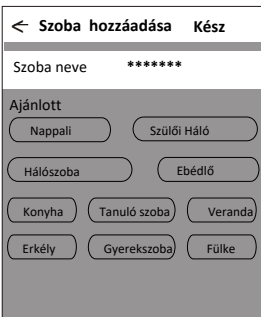 ← Szoba hozzáadása Kész
Szoba neve *******
Ajánlott
Nappali Szülői Háló
Hálószoba Ebédlő
Konyha Tanuló szoba Veranda
Erkély Gyerekszoba Fülke